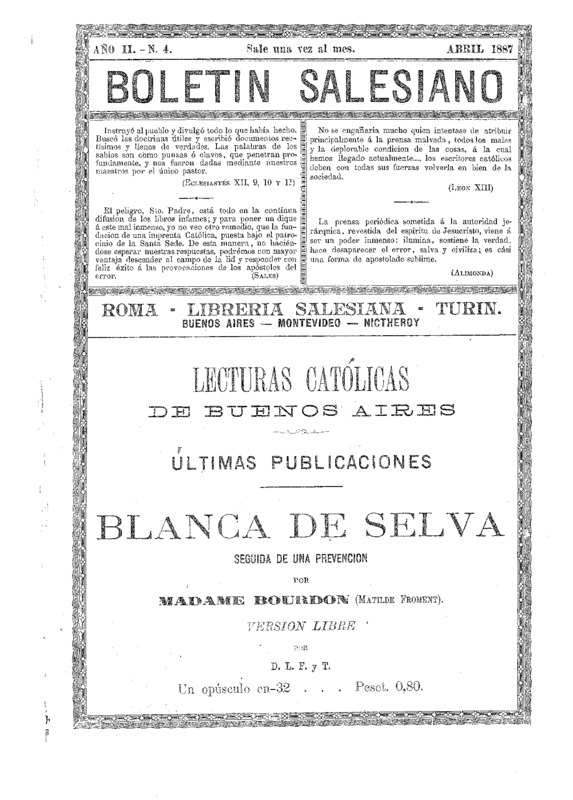 AÑO II. - N. 4. Sale una vez al mes. ABRIL 1887
BOLETIN SALESIANO
Instruyé al pueblo y divulgó todo lo que había hecho.
Buscó las doctrinas útiles y escribió documentos rec-
tísimos y llenos de verdades. Las palabras de los
sabios son como punzas ó clavos, que penetran pro-
fundamente, y nos fueron dadas mediante nuestros
maestros por el único pastor.
(ECLESIASTÉS XII, 9, 10 y 12)
El peligro, Sto. Padre, está todo en la continua
difusion de los libros infames; y para poner un dique
á este mal inmenso, yo no veo otro remedio, que la fun-
dacion de una imprenta Católica, puesta bajo el patro-
cinio de la Santa Sede. De esta manera, no hacién-
dose esperar nuestras respuestas, podrémos con mayor
ventaja descender al campo de la lid y responder con
feliz éxito á las provocaciones de los apóstoles del
error. (SALES)
No se engañaria mucho quien intentase de atribuir
principalmente á la prensa malvada, todos los males
y la deplorable condicion de las cosas, á la cual
hemos llegado actualmente..., los escritores católicos
deben con todas sus fuerzas volverla en bien de la
sociedad.
(LEON XIII)
La prensa periódica sometida á la autoridad je-
rárquica, revestida del espíritu de Jesucristo, viene á
ser un poder inmenso: ilumina, sostiene la verdad,
hace desaparecer el error, salva y civiliza; es cási
una forma de apostolado sublime.
(ALIMONDA)
ROMA - LIBRERIA SALESIANA - TURIN.
BUENOS AIRES — MONTEVIDEO — NICTHEROY
LECTURAS CATÓLICAS
DE BUENOS AIRES
ÚLTIMAS PUBLICACIONES
BLANCA DE SELVA
SEGUIDA DE UNA PREVENCION
POR
MADAME BOURDON (MATILDE FROMENT).
VERSION LIBRE
POR
D. L. F. y T.
Un opúsculo en-32 . . . Peset. 0,80.